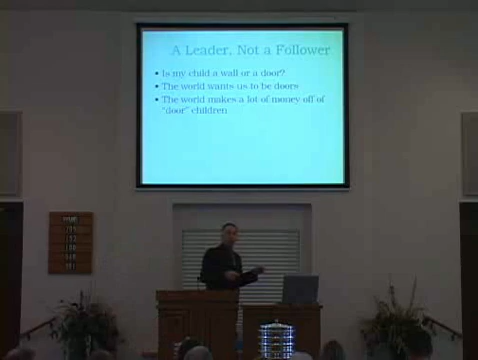 A Leader, Not a Follower
• Is my child a wall or a door?
• The world wants us to be doors
• The world makes a lot of money off of
"door" children